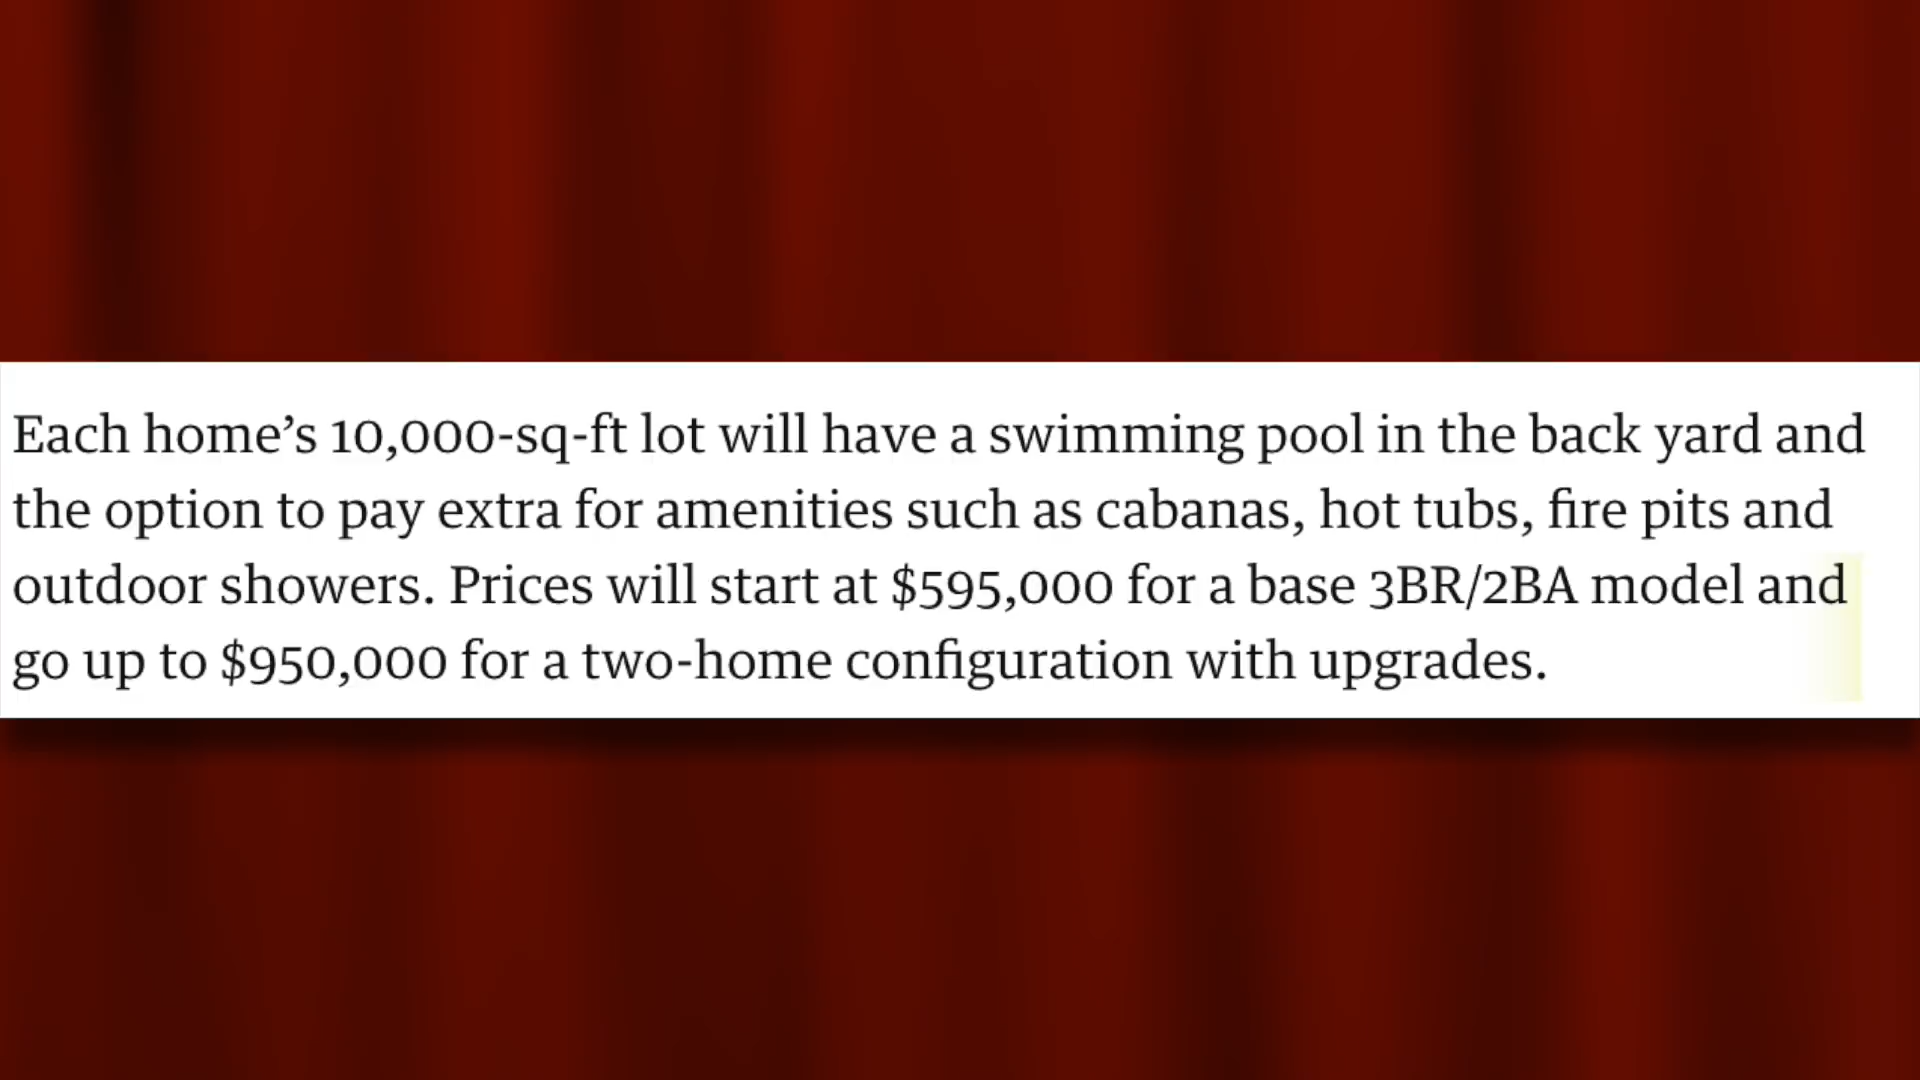 Each home’s 10,000-sq-ft lot will have a swimming pool in the back yard and
the option to pay extra for amenities such as cabanas, hot tubs, fire pits and
outdoor showers. Prices will start at $595,000 for a base 3BR/2BA model and
go up to $950,000 for a two-home configuration with upgrades.